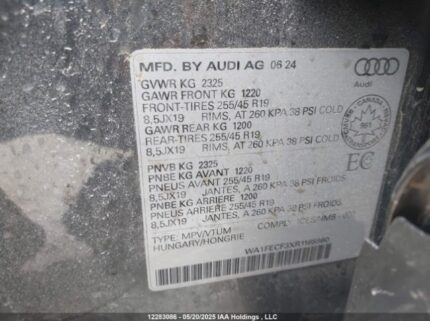 MFD. BY AUDI AG 06 24
Audi
GVWR KG 2325
GAWR FRONT KG 1220
FRONT-TIRES 255/45 R19
8,5JX19 RIMS, AT 260 KPA 38 PSI COLD
GAWR REAR KG 1200
REAR-TIRES 255/45 R19
8,5JX19 RIMS, AT 260 KPA 38 PSI COLD
CANADA
EC
PNVB KG 2325
PNBE KG AVANT 1220
PNEUS AVANT 255/45 R19
8,5JX19 JANTES, A 260 KPA 38 PSI FROIDS
PNBE KG ARRIERE 1200
PNEUS ARRIERE 255/45 R19
8,5JX19 JANTES, A 260 KPA 38 PSI FROIDS
TYPE: MPV/VTUM
HUNGARY/HONGRIE
12283086 - 05/20/2025 - IAA Inc.